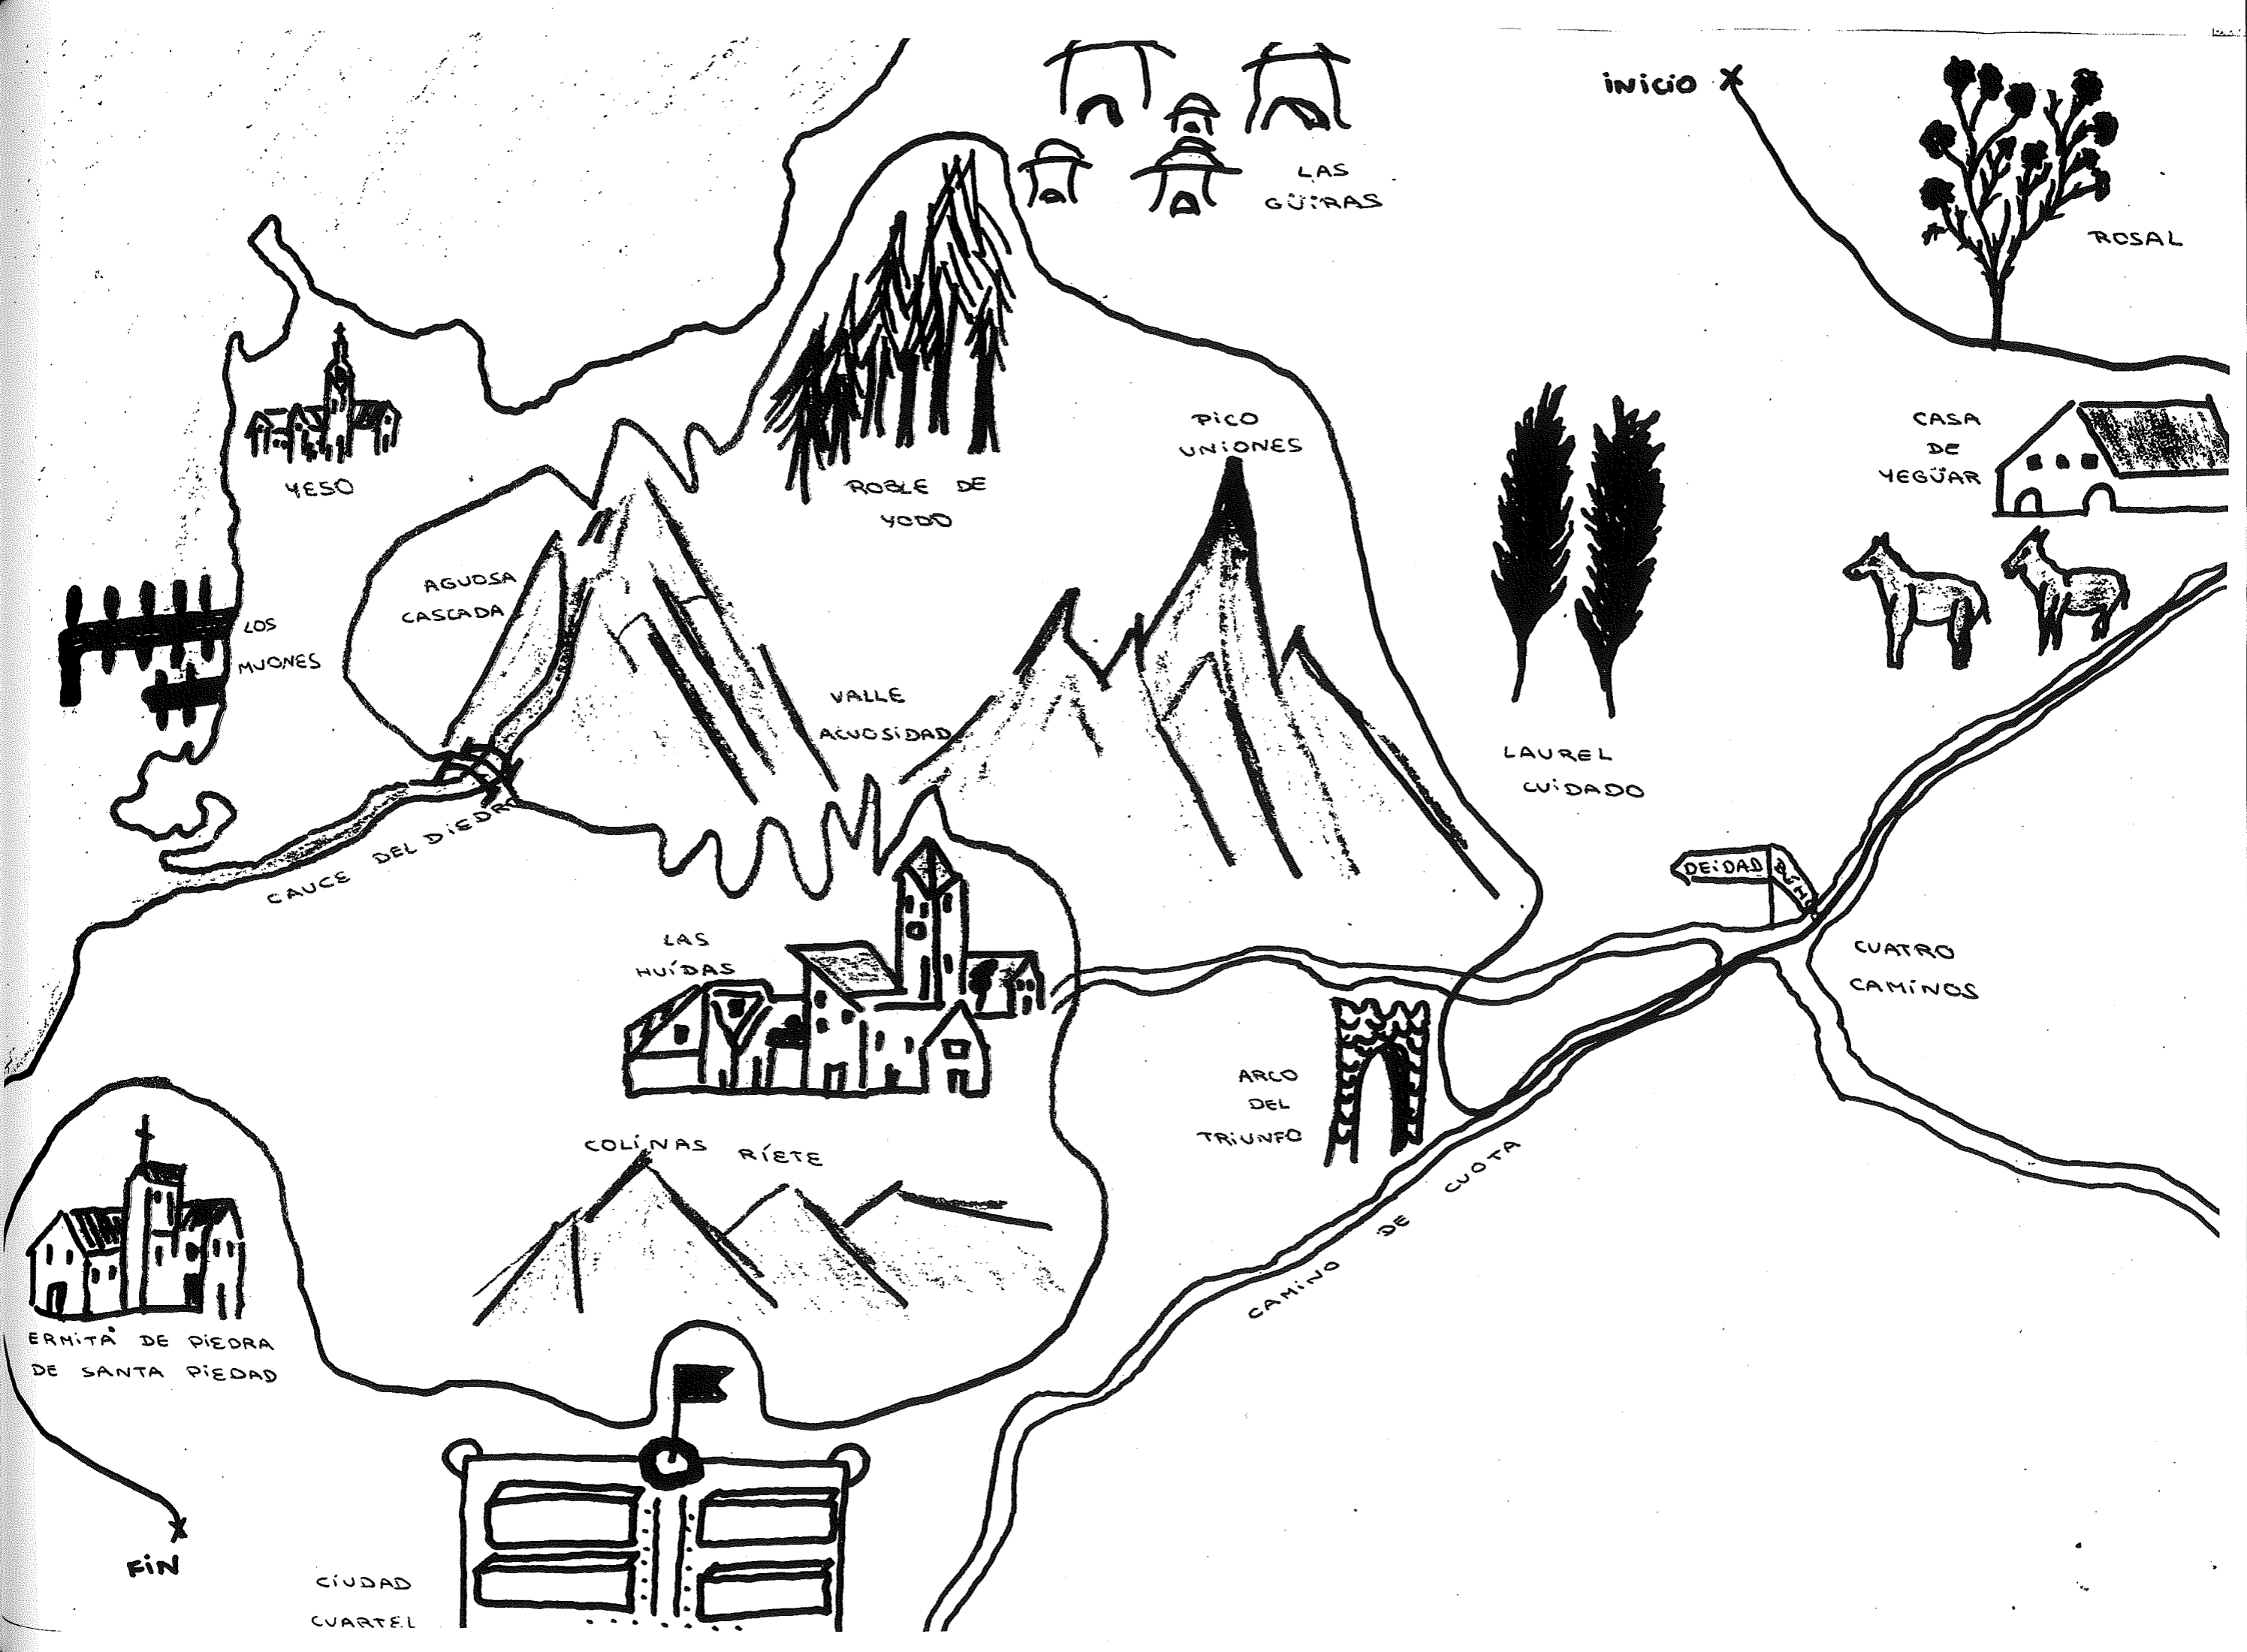 INICIO X
LAS
GÜIRAS
ROSAL
PICO
UNIONES
CASA
DE
YEGÜAR
YESO
ROBLE DE
YODO
AGUOSA
CASCADA
LOS
MUONES
VALLE
ACUOSIDAD
LAUREL
CUIDADO
CAUCE DEL DIEDRO
DEIDAD
BÚHO
LAS
HUÍDAS
CUATRO
CAMINOS
ARCO
DEL
TRIUNFO
COLINAS RÍETE
CAMINO DE CUOTA
ERMITA DE PIEDRA
DE SANTA PIEDAD
X
FIN
CIUDAD
CUARTEL